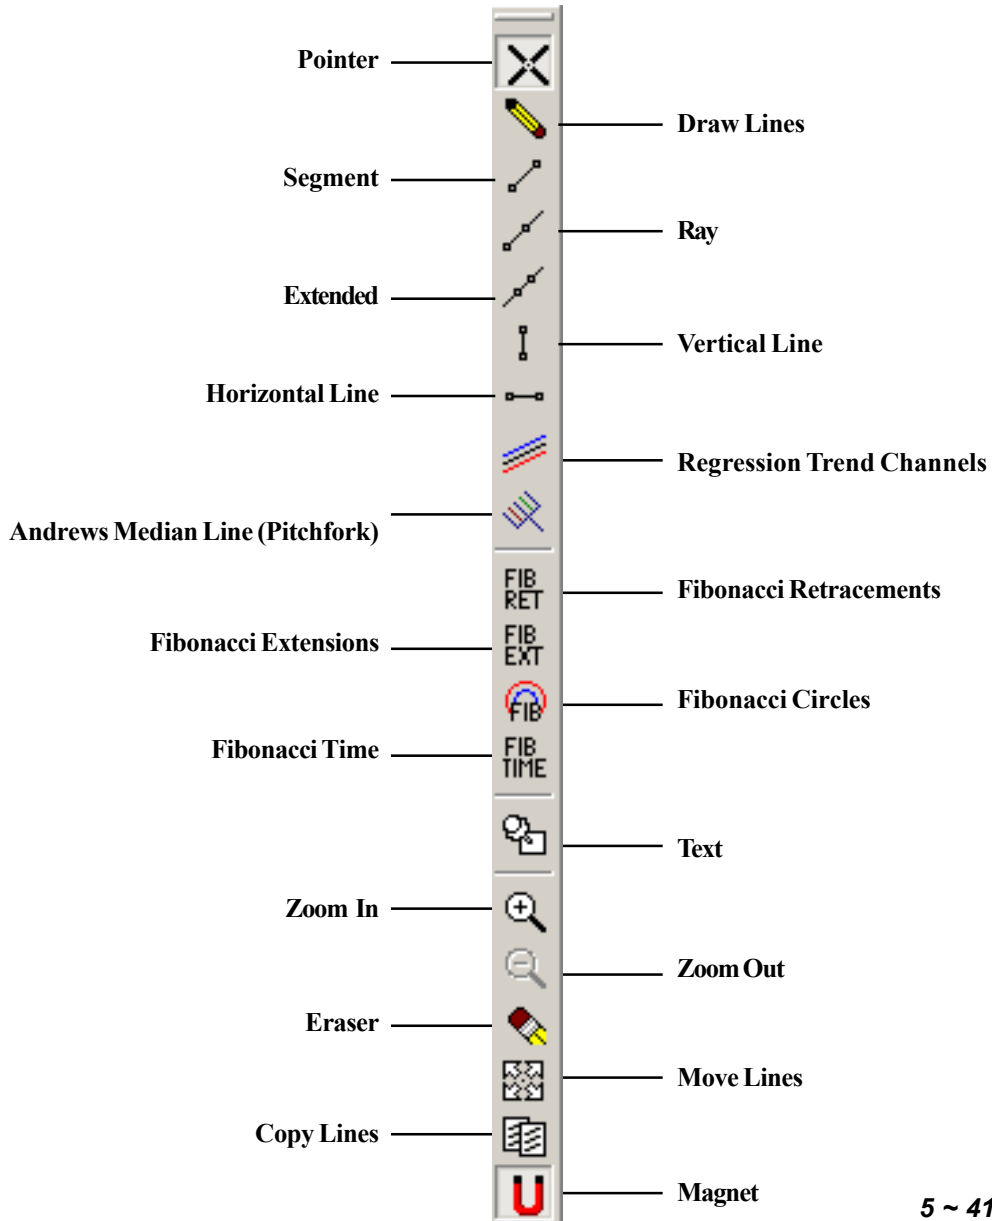 Pointer
Draw Lines
Segment
Ray
Extended
Vertical Line
Horizontal Line
Regression Trend Channels
Andrews Median Line (Pitchfork)
FIB
RET
Fibonacci Retracements
Fibonacci Extensions
FIB
EXT
FIB
Fibonacci Circles
Fibonacci Time
FIB
TIME
Text
Zoom In
Zoom Out
Eraser
Move Lines
Copy Lines
Magnet
5 ~ 41